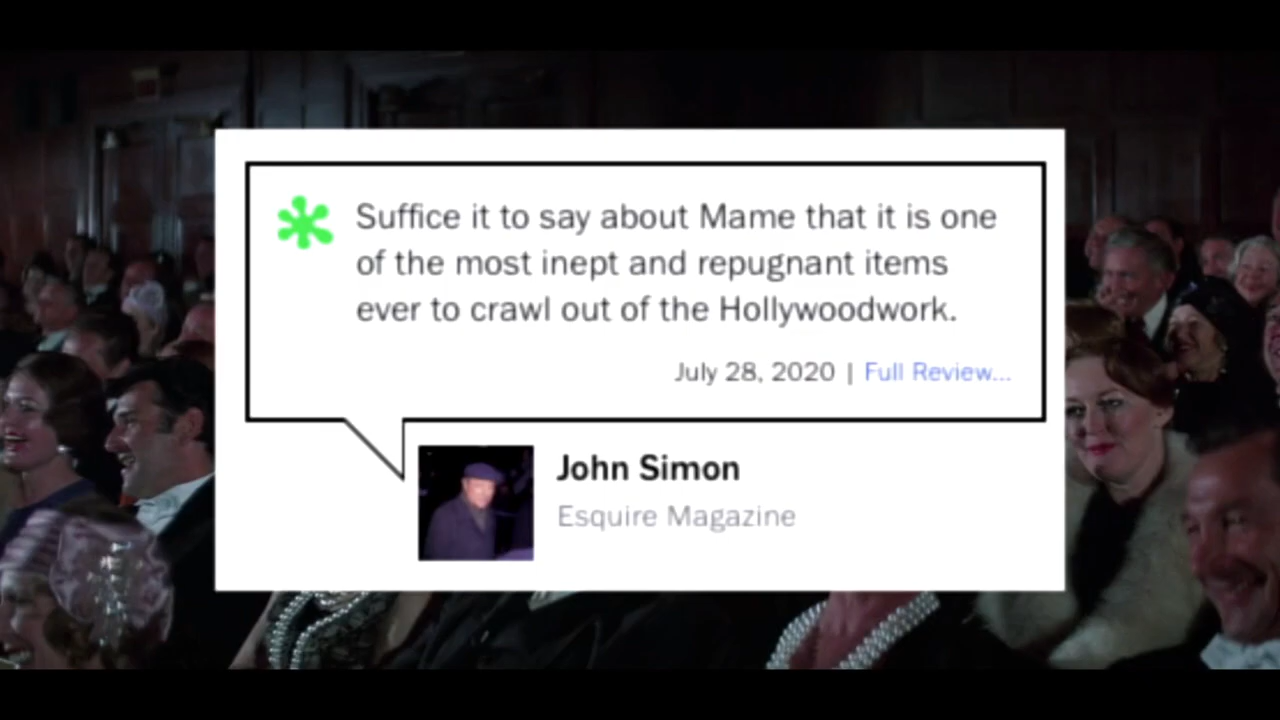 Suffice it to say about Mame that it is one
of the most inept and repugnant items
ever to crawl out of the Hollywoodwork.
July 28, 2020 | Full Review...
John Simon
Esquire Magazine